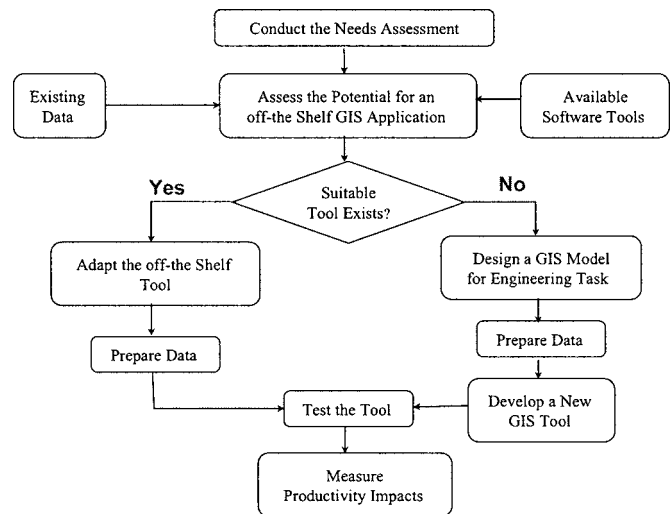 Conduct the Needs Assessment
Existing
Data
Assess the Potential for an
off-the Shelf GIS Application
Available
Software Tools
Yes
Suitable
Tool Exists?
No
Adapt the off-the Shelf
Tool
Design a GIS Model
for Engineering Task
Prepare Data
Prepare Data
Test the Tool
Develop a New
GIS Tool
Measure
Productivity Impacts